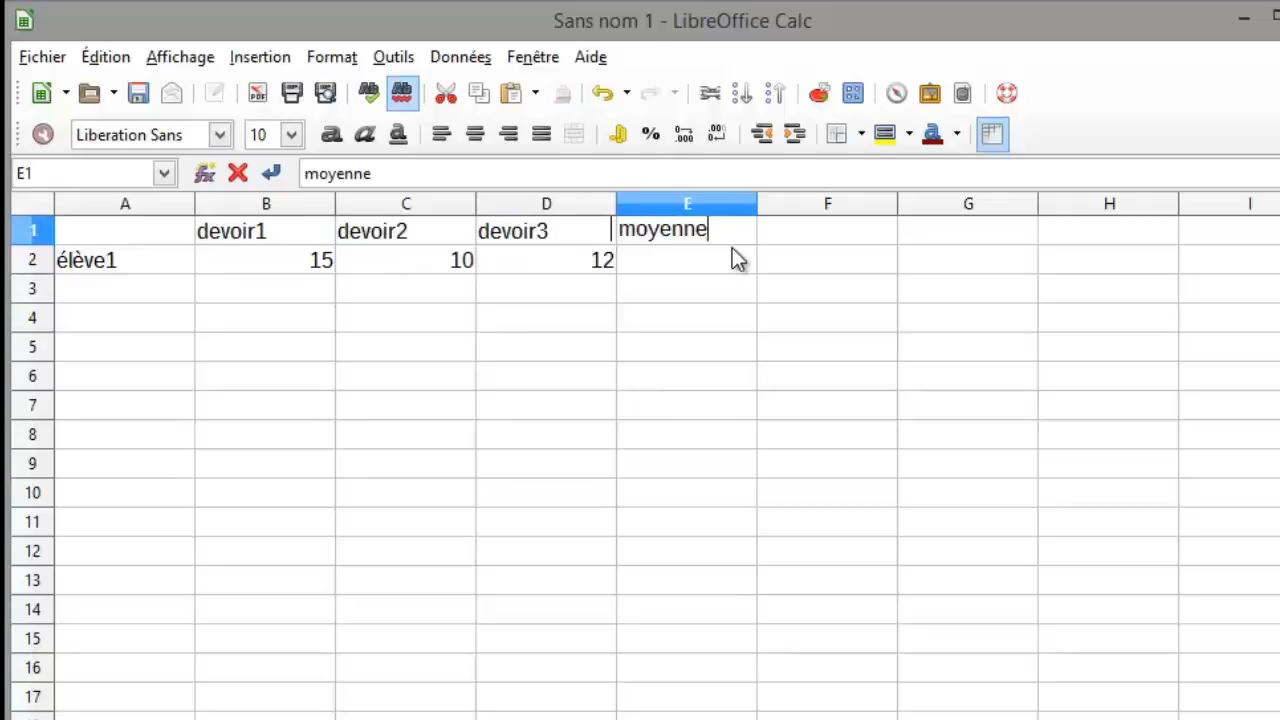 Sans nom 1 - LibreOffice Calc
Fichier Édition Affichage Insertion Format Outils Données Fenêtre Aide
Liberation Sans 10
E1 moyenne
A B C D E F G H I
1 devoir1 devoir2 devoir3 moyenne
2 élève1 15 10 12
3
4
5
6
7
8
9
10
11
12
13
14
15
16
17